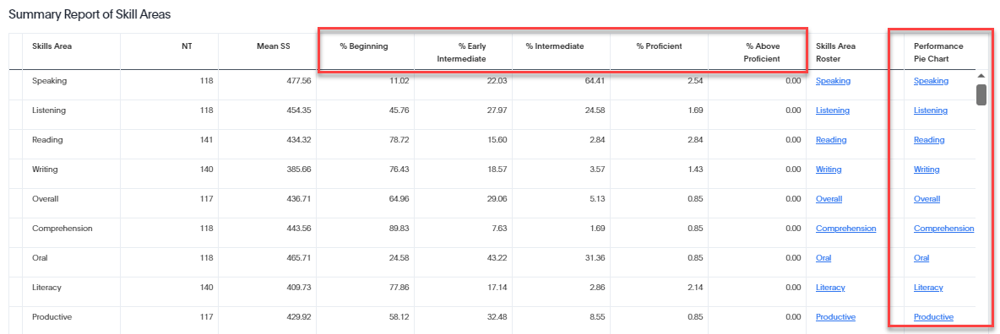 Summary Report of Skill Areas
Skills Area NT Mean SS % Beginning % Early Intermediate % Intermediate % Proficient % Above Proficient Skills Area Roster Performance Pie Chart
Speaking 118 477.56 11.02 22.03 64.41 2.54 0.00 Speaking Speaking
Listening 118 454.35 45.76 27.97 24.58 1.69 0.00 Listening Listening
Reading 141 434.32 78.72 15.60 2.84 2.84 0.00 Reading Reading
Writing 140 385.66 76.43 18.57 3.57 1.43 0.00 Writing Writing
Overall 117 436.71 64.96 29.06 5.13 0.85 0.00 Overall Overall
Comprehension 118 443.56 89.83 7.63 1.69 0.85 0.00 Comprehension Comprehension
Oral 118 465.71 24.58 43.22 31.36 0.85 0.00 Oral Oral
Literacy 140 409.73 77.86 17.14 2.86 2.14 0.00 Literacy Literacy
Productive 117 429.92 58.12 32.48 8.55 0.85 0.00 Productive Productive